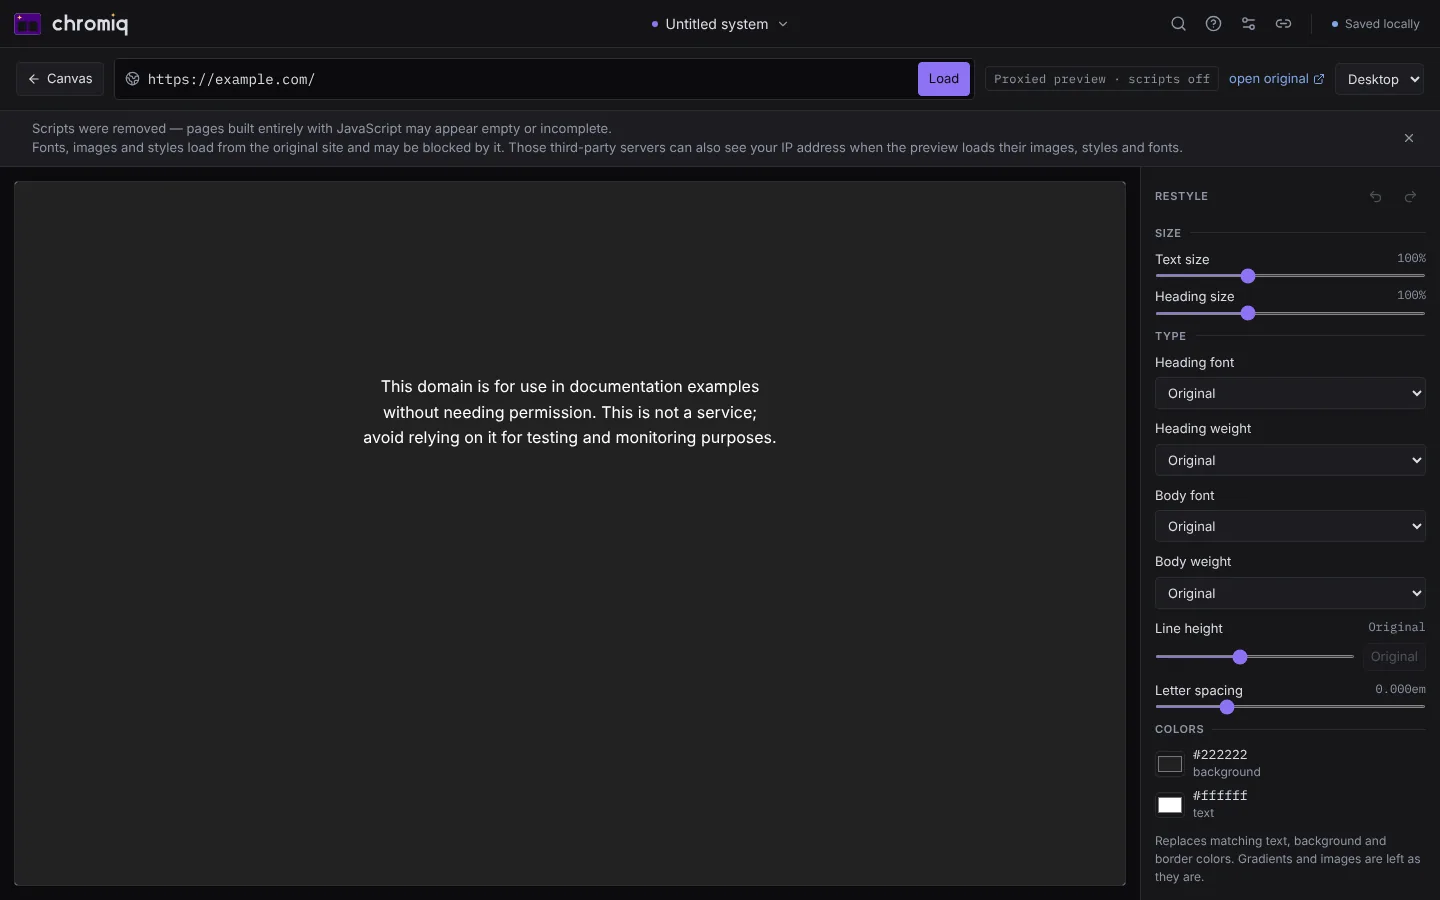 chromiq
Untitled system
Saved locally
Canvas
https://example.com/
Load
Proxied preview · scripts off
open original
Desktop
Scripts were removed — pages built entirely with JavaScript may appear empty or incomplete.
Fonts, images and styles load from the original site and may be blocked by it. Those third-party servers can also see your IP address when the preview loads their images, styles and fonts.
This domain is for use in documentation examples
without needing permission. This is not a service;
avoid relying on it for testing and monitoring purposes.
RESTYLE
SIZE
Text size 100%
Heading size 100%
TYPE
Heading font
Original
Heading weight
Original
Body font
Original
Body weight
Original
Line height Original
Original
Letter spacing 0.000em
COLORS
#222222
background
#ffffff
text
Replaces matching text, background and
border colors. Gradients and images are left as
they are.